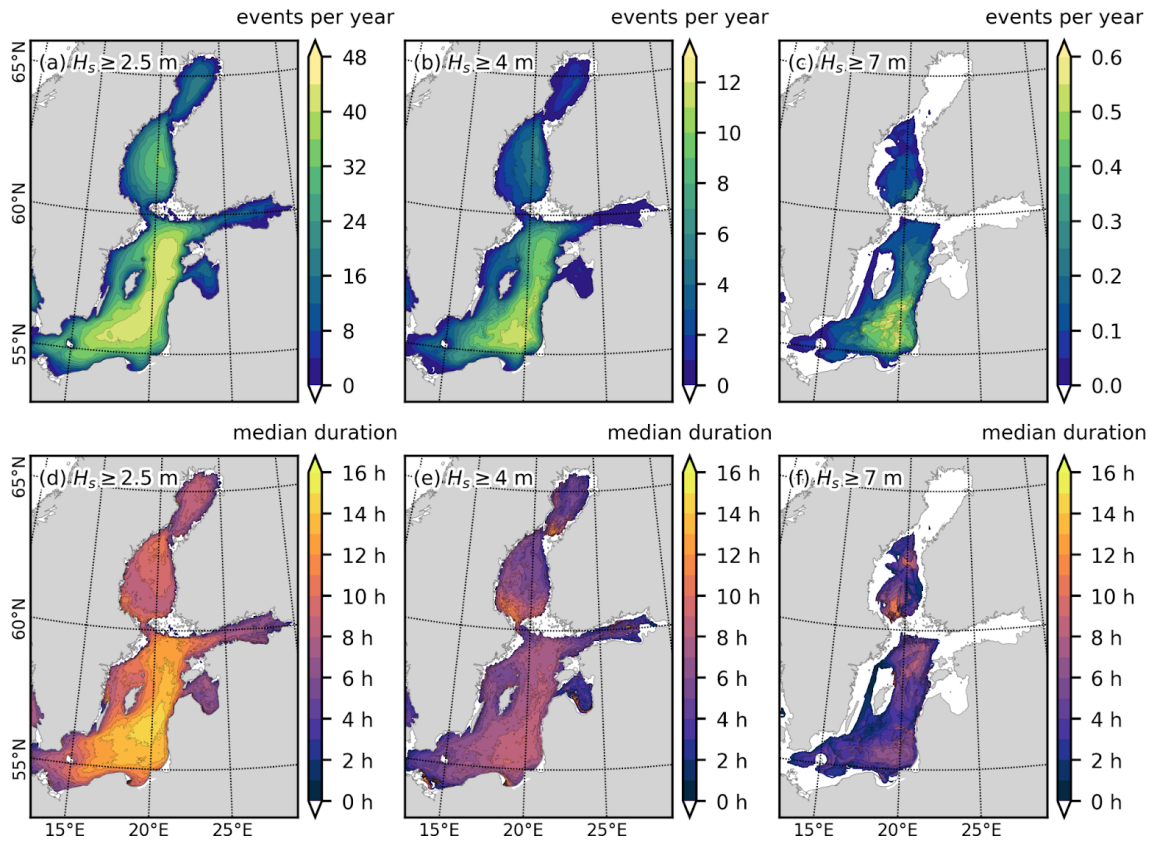 events per year
events per year
events per year
(a) Hs ≥ 2.5 m
(b) Hs ≥ 4 m
(c) Hs ≥ 7 m
65°N
60°N
55°N
48
40
32
24
16
8
0
12
10
8
6
4
2
0
0.6
0.5
0.4
0.3
0.2
0.1
0.0
median duration
median duration
median duration
(d) Hs ≥ 2.5 m
(e) Hs ≥ 4 m
(f) Hs ≥ 7 m
65°N
60°N
55°N
16 h
14 h
12 h
10 h
8 h
6 h
4 h
2 h
0 h
16 h
14 h
12 h
10 h
8 h
6 h
4 h
2 h
0 h
16 h
14 h
12 h
10 h
8 h
6 h
4 h
2 h
0 h
15°E 20°E 25°E
15°E 20°E 25°E
15°E 20°E 25°E